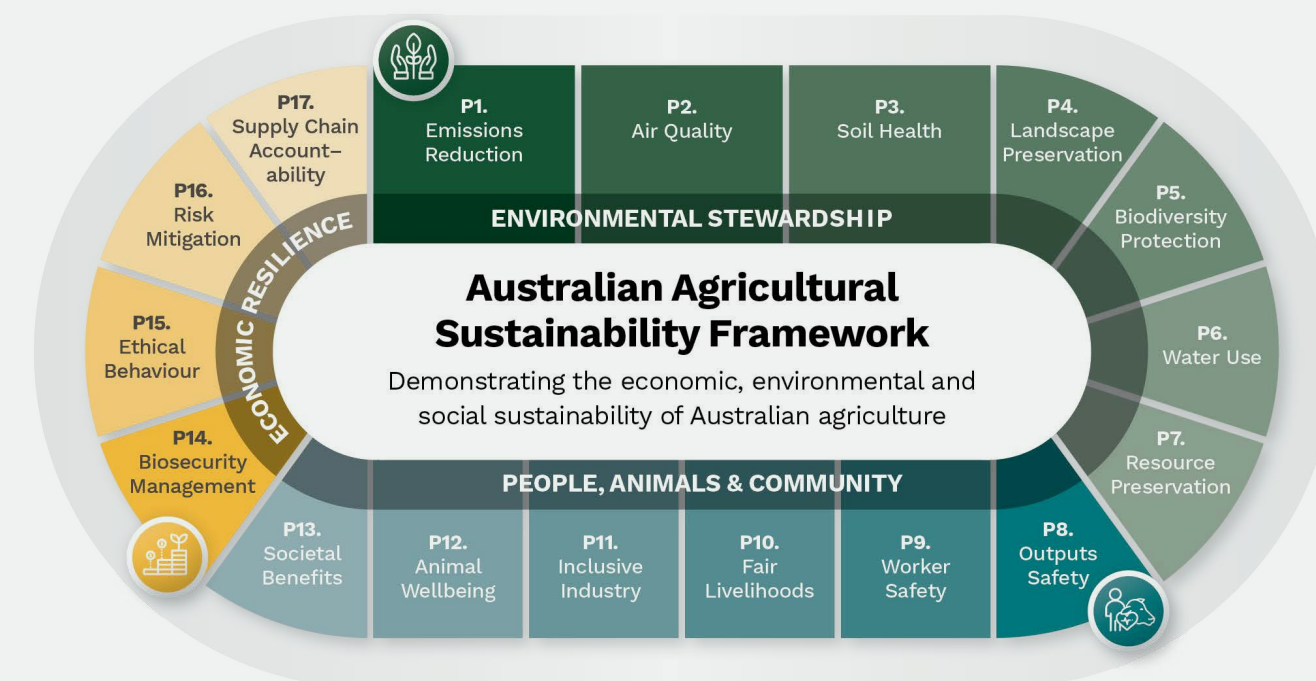 P1.
Emissions
Reduction
P2.
Air Quality
P3.
Soil Health
P4.
Landscape
Preservation
P5.
Biodiversity
Protection
P6.
Water Use
P7.
Resource
Preservation
P8.
Outputs
Safety
P9.
Worker
Safety
P10.
Fair
Livelihoods
P11.
Inclusive
Industry
P12.
Animal
Wellbeing
P13.
Societal
Benefits
P14.
Biosecurity
Management
P15.
Ethical
Behaviour
P16.
Risk
Mitigation
P17.
Supply Chain
Account–
ability
ENVIRONMENTAL STEWARDSHIP
ECONOMIC RESILIENCE
Australian Agricultural
Sustainability Framework
Demonstrating the economic, environmental and
social sustainability of Australian agriculture
PEOPLE, ANIMALS & COMMUNITY